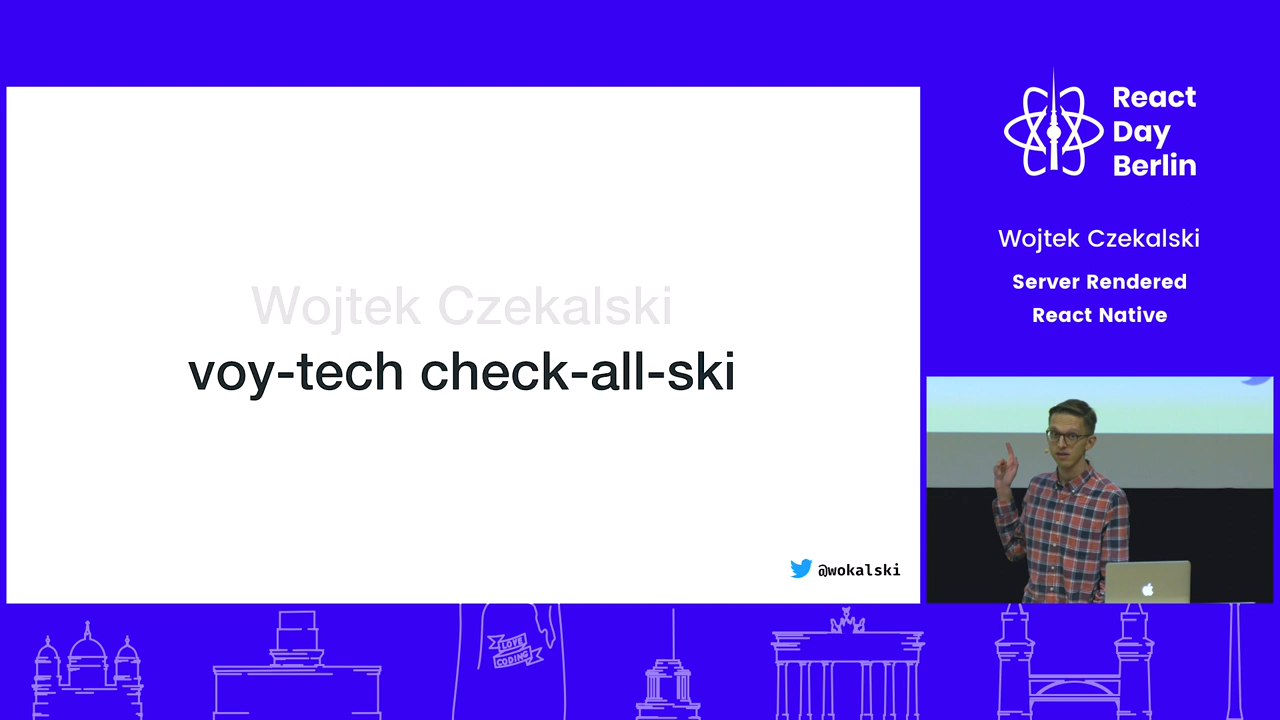 Wojtek Czekalski
voy-tech check-all-ski
@wokalski
React
Day
Berlin
Wojtek Czekalski
Server Rendered
React Native
LOVE
CODING